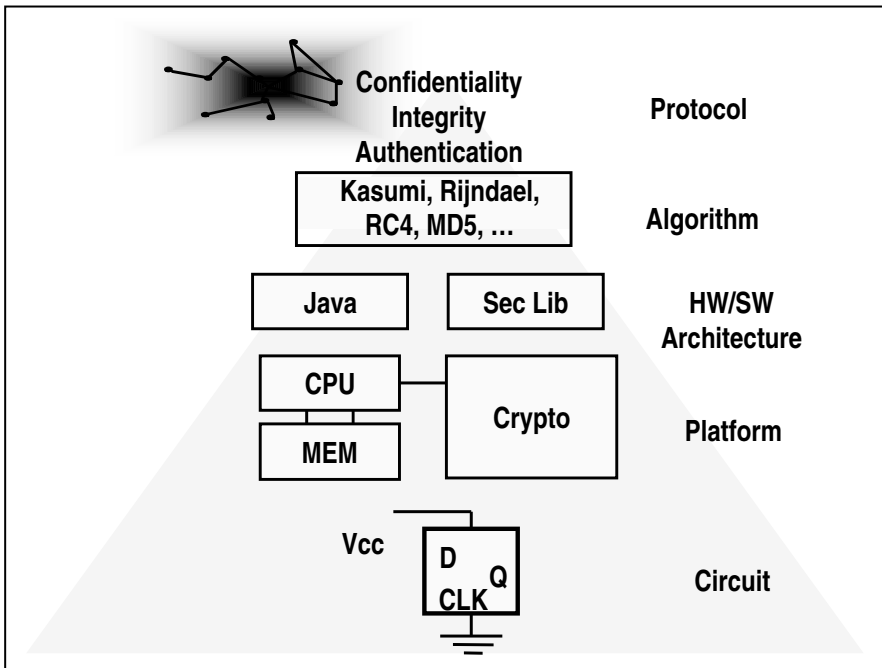 Confidentiality
Integrity
Authentication
Protocol
Kasumi, Rijndael,
RC4, MD5, …
Algorithm
Java
Sec Lib
HW/SW
Architecture
CPU
MEM
Crypto
Platform
Vcc
D
Q
CLK
Circuit